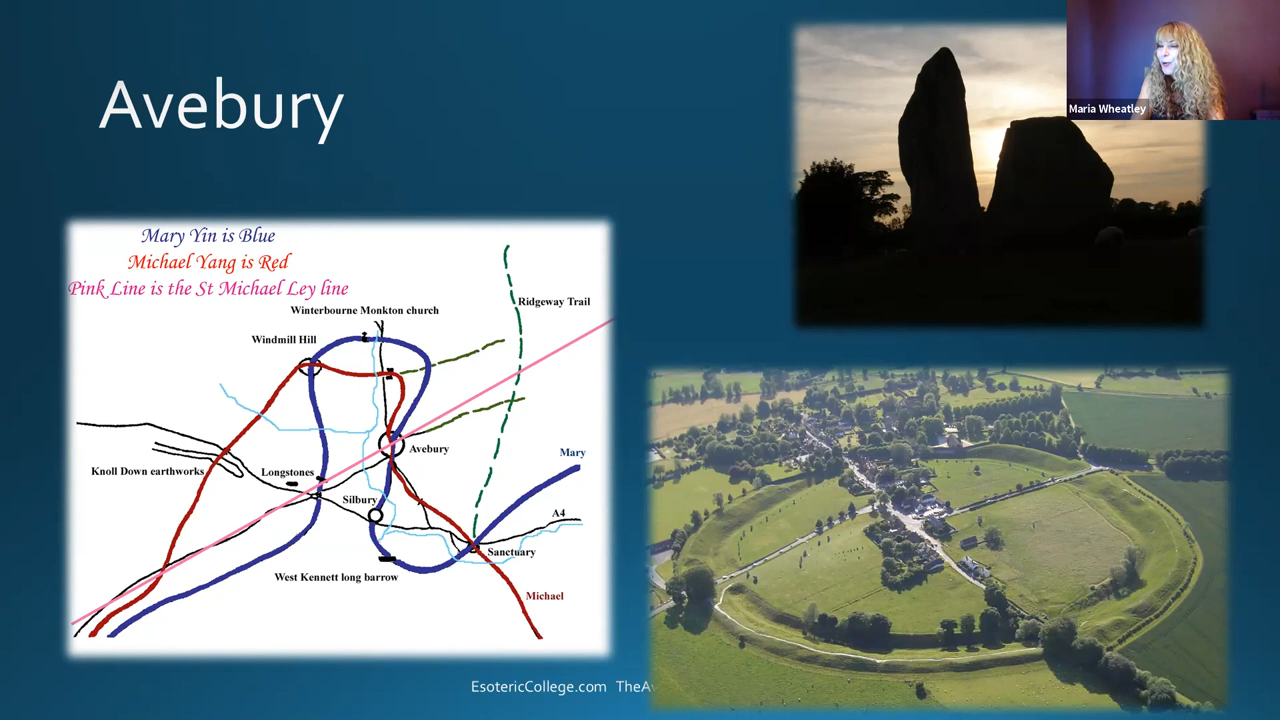 Avebury
Maria Wheatley
Mary Yin is Blue
Michael Yang is Red
Pink Line is the St Michael Ley line
Winterbourne Monkton church
Ridgeway Trail
Windmill Hill
Avebury
Mary
Knoll Down earthworks
Longstones
Silbury
A4
Sanctuary
West Kennett long barrow
Michael
EsotericCollege.com